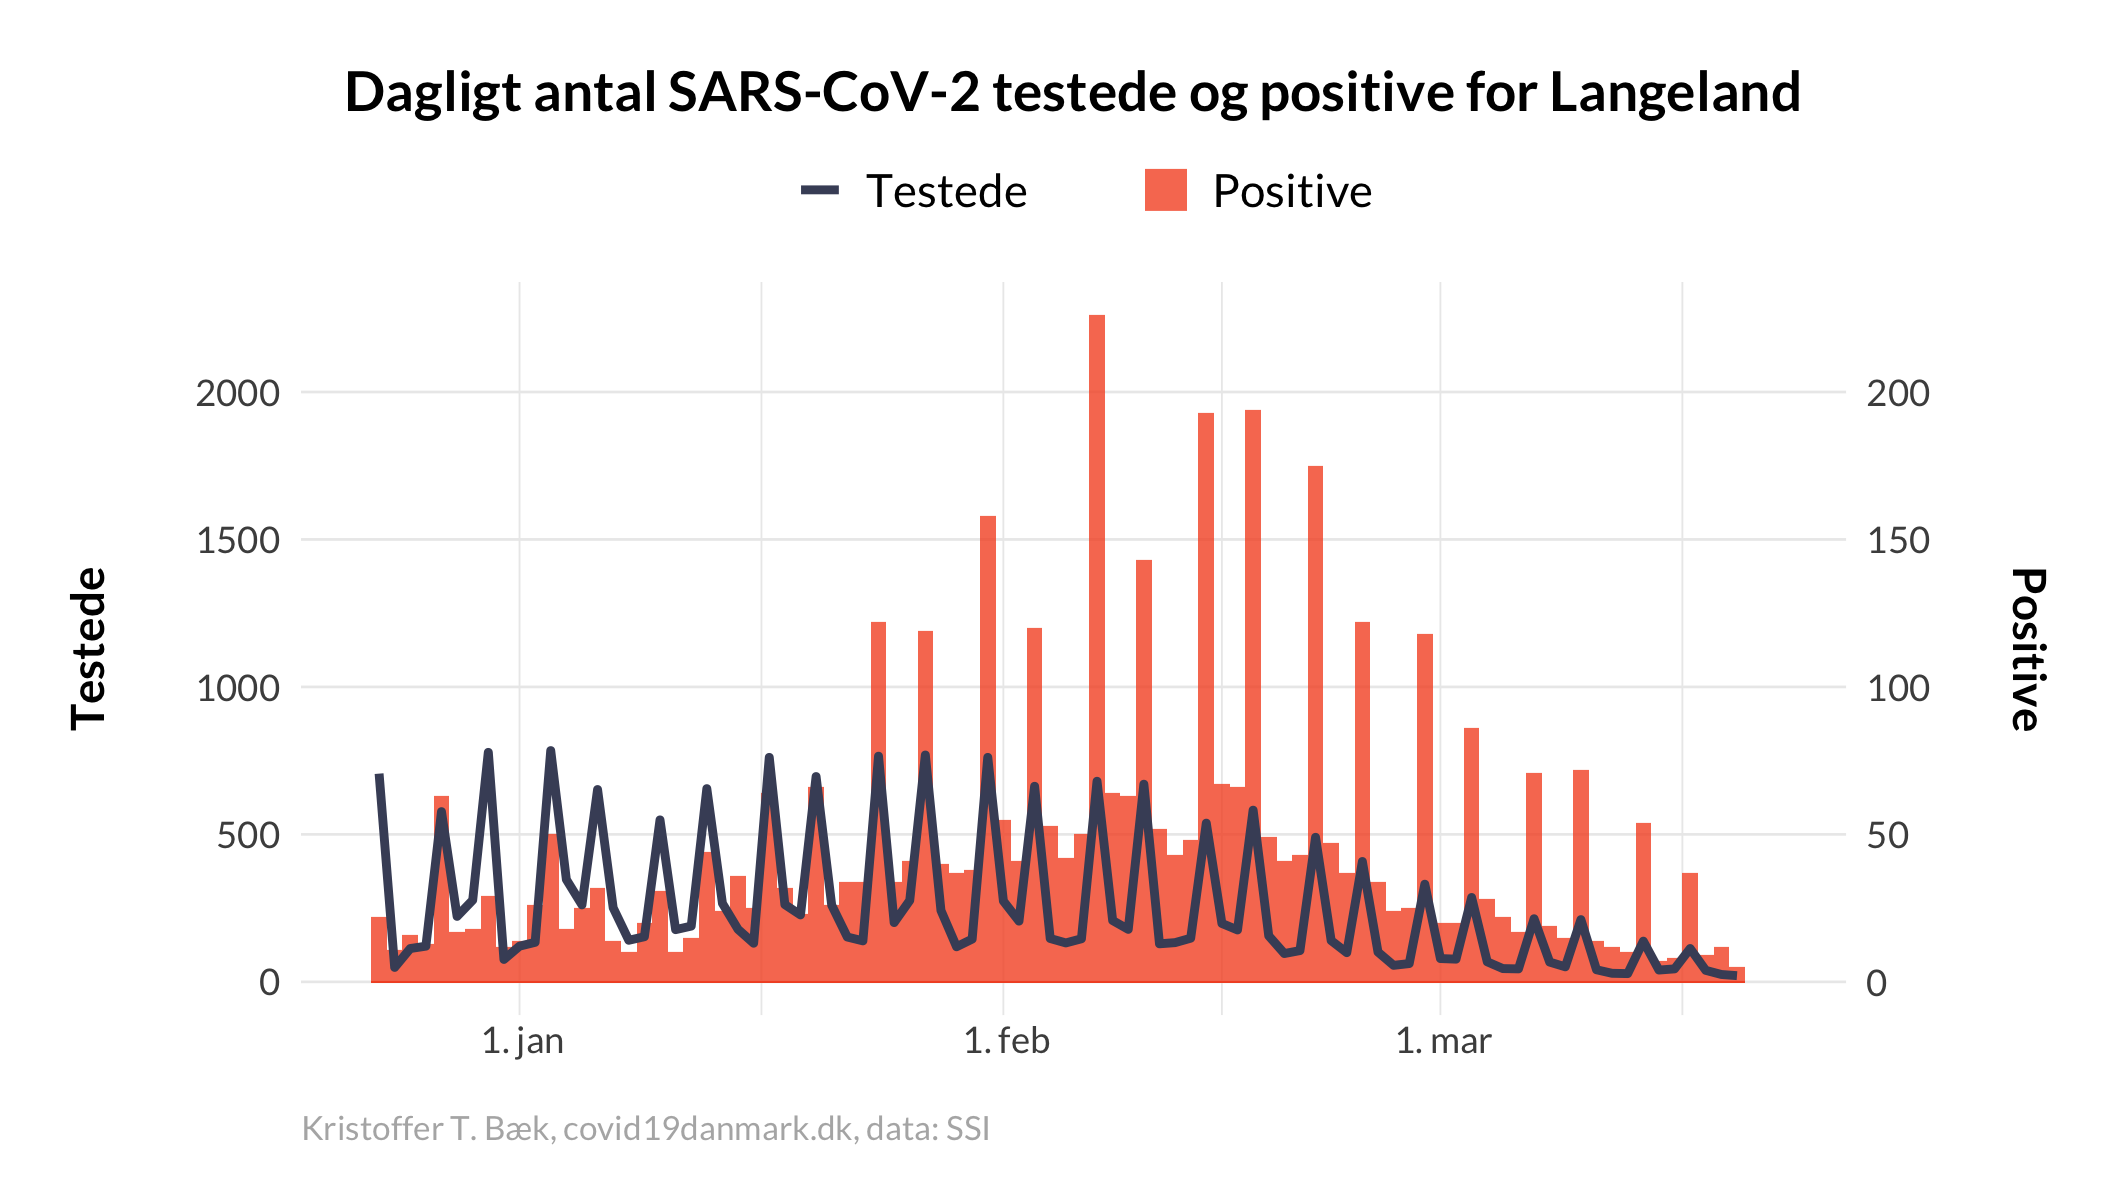 Dagligt antal SARS-CoV-2 testede og positive for Langeland
Testede
Positive
2000
1500
1000
500
0
200
150
100
50
0
Testede
Positive
1. jan
1. feb
1. mar
Kristoffer T. Bæk, covid19danmark.dk, data: SSI